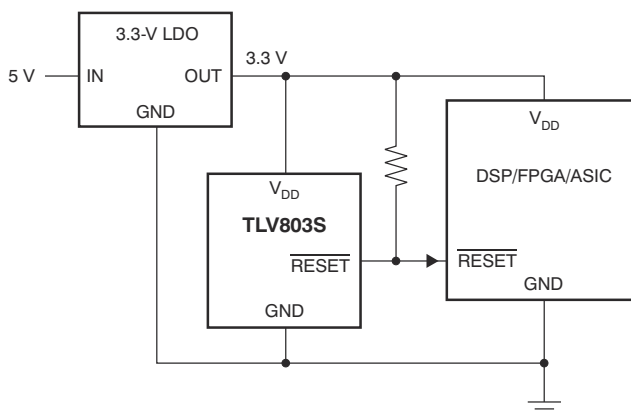 3.3-V LDO
5 V
IN
OUT
3.3 V
GND
V_DD
DSP/FPGA/ASIC
V_DD
TLV803S
RESET
RESET
GND
GND